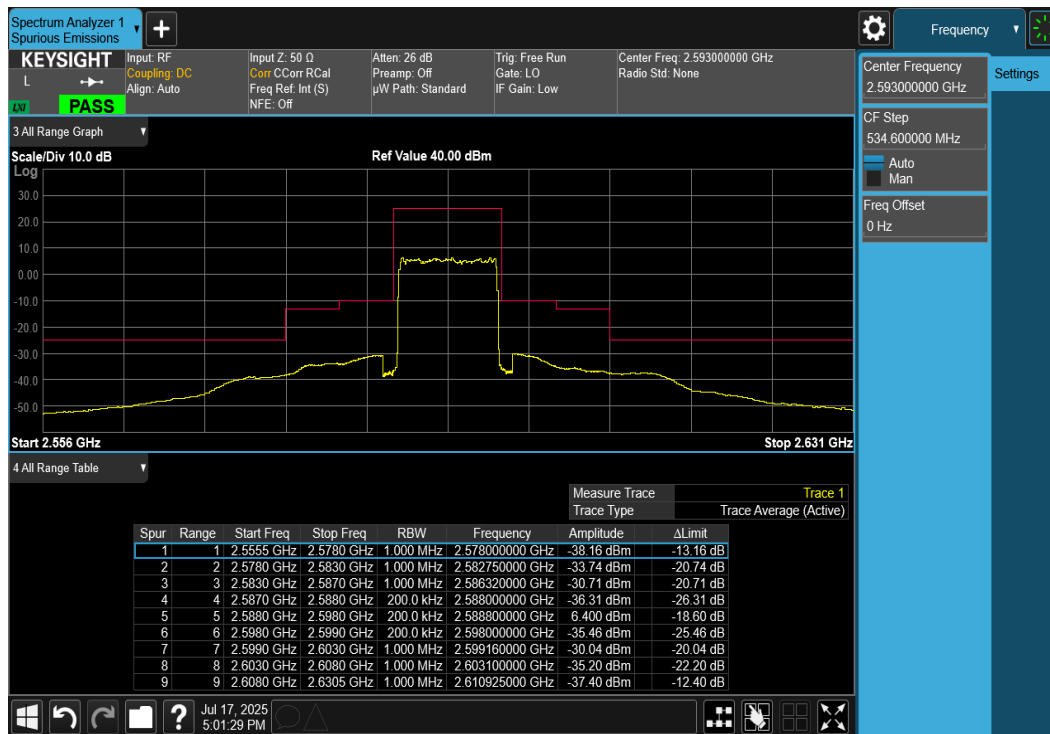 Spectrum Analyzer 1
Spurious Emissions
Frequency
KEYSIGHT
L
LXI
PASS
Input: RF
Coupling: DC
Align: Auto
Input Z: 50 Ω
Corr CCorr RCal
Freq Ref: Int (S)
NFE: Off
Atten: 26 dB
Preamp: Off
µW Path: Standard
Trig: Free Run
Gate: LO
IF Gain: Low
Center Freq: 2.593000000 GHz
Radio Std: None
Center Frequency
2.593000000 GHz
Settings
CF Step
534.600000 MHz
Auto
Man
Freq Offset
0 Hz
3 All Range Graph
Scale/Div 10.0 dB
Ref Value 40.00 dBm
Log
30.0
20.0
10.0
0.00
-10.0
-20.0
-30.0
-40.0
-50.0
Start 2.556 GHz
Stop 2.631 GHz
4 All Range Table
Measure Trace Trace 1
Trace Type Trace Average (Active)
Spur Range Start Freq Stop Freq RBW Frequency Amplitude ΔLimit
1 1 2.5555 GHz 2.5780 GHz 1.000 MHz 2.578000000 GHz -38.16 dBm -13.16 dB
2 2 2.5780 GHz 2.5830 GHz 1.000 MHz 2.582750000 GHz -33.74 dBm -20.74 dB
3 3 2.5830 GHz 2.5870 GHz 1.000 MHz 2.586320000 GHz -30.71 dBm -20.71 dB
4 4 2.5870 GHz 2.5880 GHz 200.0 kHz 2.588000000 GHz -36.31 dBm -26.31 dB
5 5 2.5880 GHz 2.5980 GHz 200.0 kHz 2.588800000 GHz 6.400 dBm -18.60 dB
6 6 2.5980 GHz 2.5990 GHz 200.0 kHz 2.598000000 GHz -35.46 dBm -25.46 dB
7 7 2.5990 GHz 2.6030 GHz 1.000 MHz 2.599160000 GHz -30.04 dBm -20.04 dB
8 8 2.6030 GHz 2.6080 GHz 1.000 MHz 2.603100000 GHz -35.20 dBm -22.20 dB
9 9 2.6080 GHz 2.6305 GHz 1.000 MHz 2.610925000 GHz -37.40 dBm -12.40 dB
?
Jul 17, 2025
5:01:29 PM